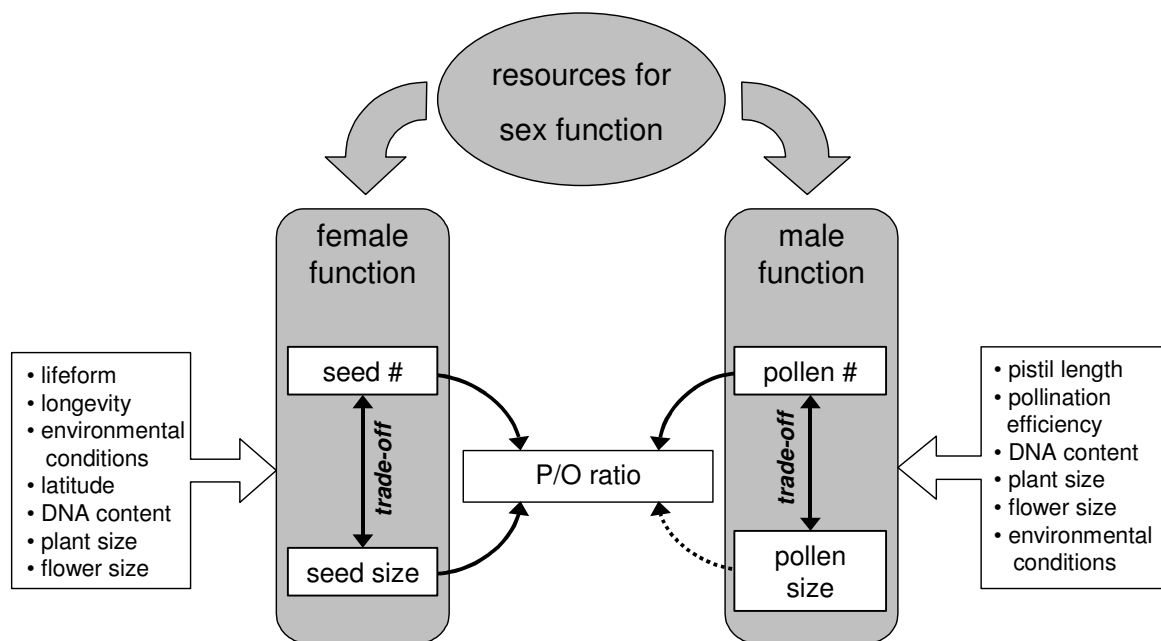 resources for
sex function
female
function
male
function
• lifeform
• longevity
• environmental
conditions
• latitude
• DNA content
• plant size
• flower size
seed #
trade-off
seed size
P/O ratio
pollen #
trade-off
pollen
size
• pistil length
• pollination
efficiency
• DNA content
• plant size
• flower size
• environmental
conditions